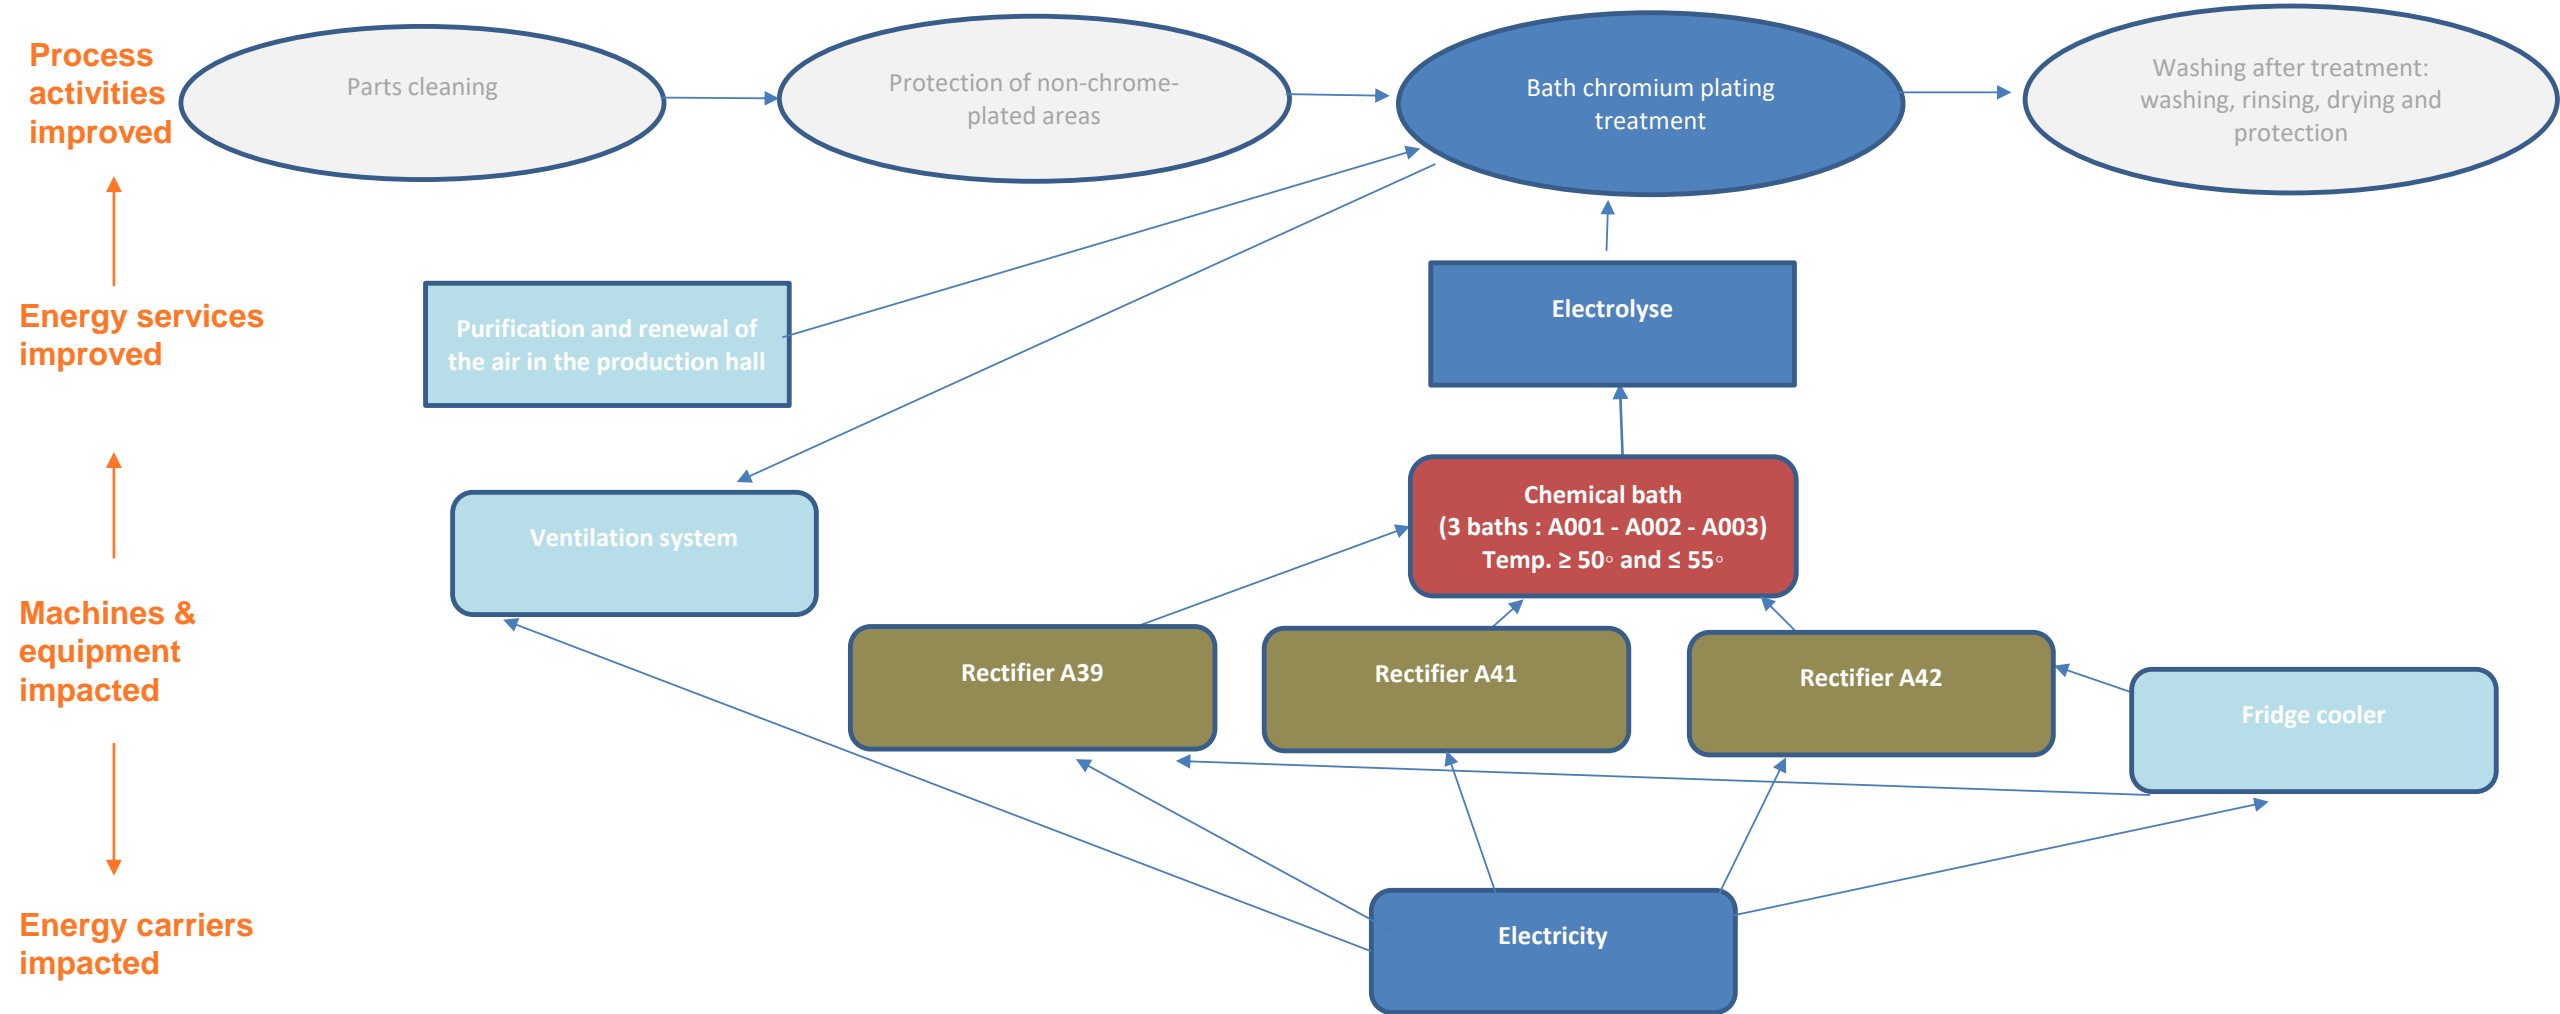 Process
activities
improved
Parts cleaning
Protection of non-chrome-
plated areas
Bath chromium plating
treatment
Washing after treatment:
washing, rinsing, drying and
protection
Energy services
improved
Purification and renewal of
the air in the production hall
Electrolyse
Machines &
equipment
impacted
Ventilation system
Chemical bath
(3 baths : A001 - A002 - A003)
Temp. ≥ 50◦ and ≤ 55◦
Rectifier A39
Rectifier A41
Rectifier A42
Fridge cooler
Energy carriers
impacted
Electricity